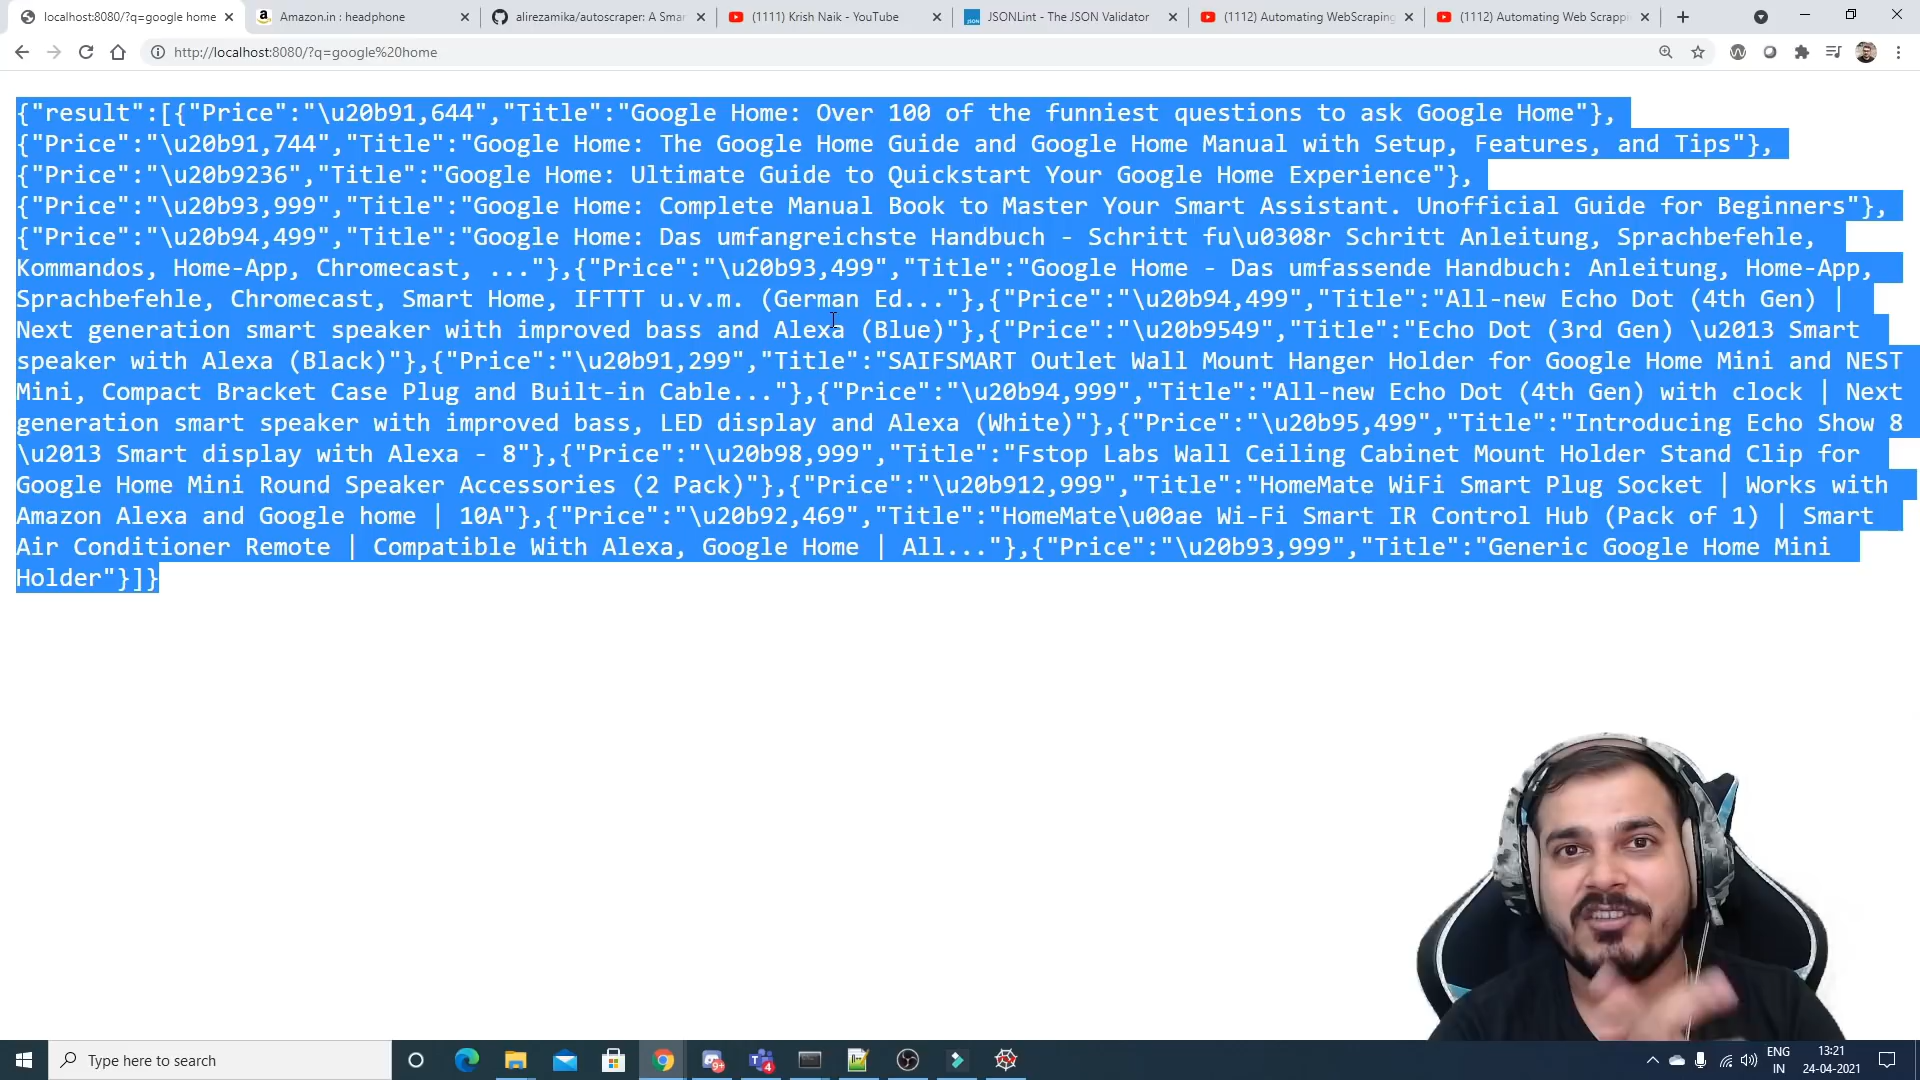 localhost:8080/?q=google home
Amazon.in : headphone
alirezamika/autoscraper: A Smar
(1111) Krish Naik - YouTube
JSONLint - The JSON Validator
(1112) Automating WebScraping
(1112) Automating Web Scrapp
http://localhost:8080/?q=google%20home
{"result":[{"Price":"\u20b91,644","Title":"Google Home: Over 100 of the funniest questions to ask Google Home"},
{"Price":"\u20b91,744","Title":"Google Home: The Google Home Guide and Google Home Manual with Setup, Features, and Tips"},
{"Price":"\u20b9236","Title":"Google Home: Ultimate Guide to Quickstart Your Google Home Experience"},
{"Price":"\u20b93,999","Title":"Google Home: Complete Manual Book to Master Your Smart Assistant. Unofficial Guide for Beginners"},
{"Price":"\u20b94,499","Title":"Google Home: Das umfangreichste Handbuch - Schritt fu\u0308r Schritt Anleitung, Sprachbefehle,
Kommandos, Home-App, Chromecast, ..."},{"Price":"\u20b93,499","Title":"Google Home - Das umfassende Handbuch: Anleitung, Home-App,
Sprachbefehle, Chromecast, Smart Home, IFTTT u.v.m. (German Ed..."},{"Price":"\u20b94,499","Title":"All-new Echo Dot (4th Gen) |
Next generation smart speaker with improved bass and Alexa (Blue)"},{"Price":"\u20b9549","Title":"Echo Dot (3rd Gen) \u2013 Smart
speaker with Alexa (Black)"},{"Price":"\u20b91,299","Title":"SAIFSMART Outlet Wall Mount Hanger Holder for Google Home Mini and NEST
Mini, Compact Bracket Case Plug and Built-in Cable..."},{"Price":"\u20b94,999","Title":"All-new Echo Dot (4th Gen) with clock | Next
generation smart speaker with improved bass, LED display and Alexa (White)"},{"Price":"\u20b95,499","Title":"Introducing Echo Show 8
\u2013 Smart display with Alexa - 8"},{"Price":"\u20b98,999","Title":"Fstop Labs Wall Ceiling Cabinet Mount Holder Stand Clip for
Google Home Mini Round Speaker Accessories (2 Pack)"},{"Price":"\u20b912,999","Title":"HomeMate WiFi Smart Plug Socket | Works with
Amazon Alexa and Google home | 10A"},{"Price":"\u20b92,469","Title":"HomeMate\u00ae Wi-Fi Smart IR Control Hub (Pack of 1) | Smart
Air Conditioner Remote | Compatible With Alexa, Google Home | All..."},{"Price":"\u20b93,999","Title":"Generic Google Home Mini
Holder"}]}
Type here to search
ENG
IN
13:21
24-04-2021